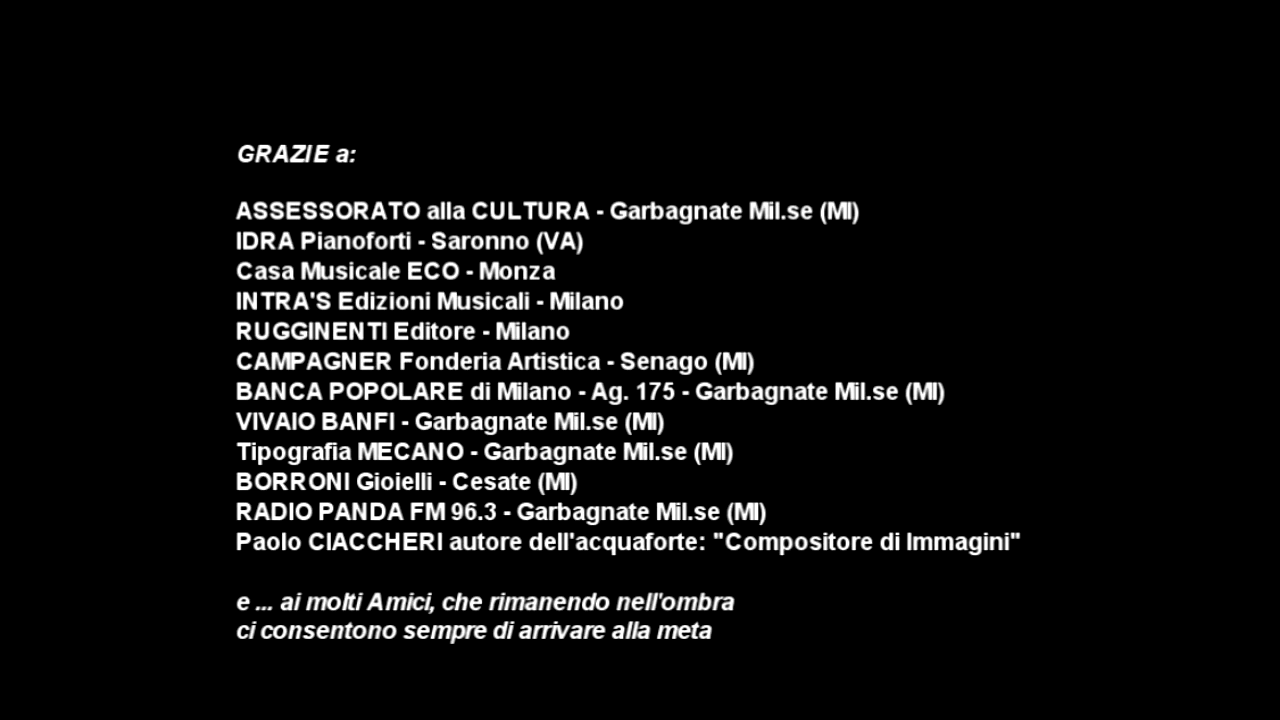 GRAZIE a:
ASSESSORATO alla CULTURA - Garbagnate Mil.se (MI)
IDRA Pianoforti - Saronno (VA)
Casa Musicale ECO - Monza
INTRA'S Edizioni Musicali - Milano
RUGGINENTI Editore - Milano
CAMPAGNER Fonderia Artistica - Senago (MI)
BANCA POPOLARE di Milano - Ag. 175 - Garbagnate Mil.se (MI)
VIVAIO BANFI - Garbagnate Mil.se (MI)
Tipografia MECANO - Garbagnate Mil.se (MI)
BORRONI Gioielli - Cesate (MI)
RADIO PANDA FM 96.3 - Garbagnate Mil.se (MI)
Paolo CIACCHERI autore dell'acquaforte: "Compositore di Immagini"
e ... ai molti Amici, che rimanendo nell'ombra
ci consentono sempre di arrivare alla meta